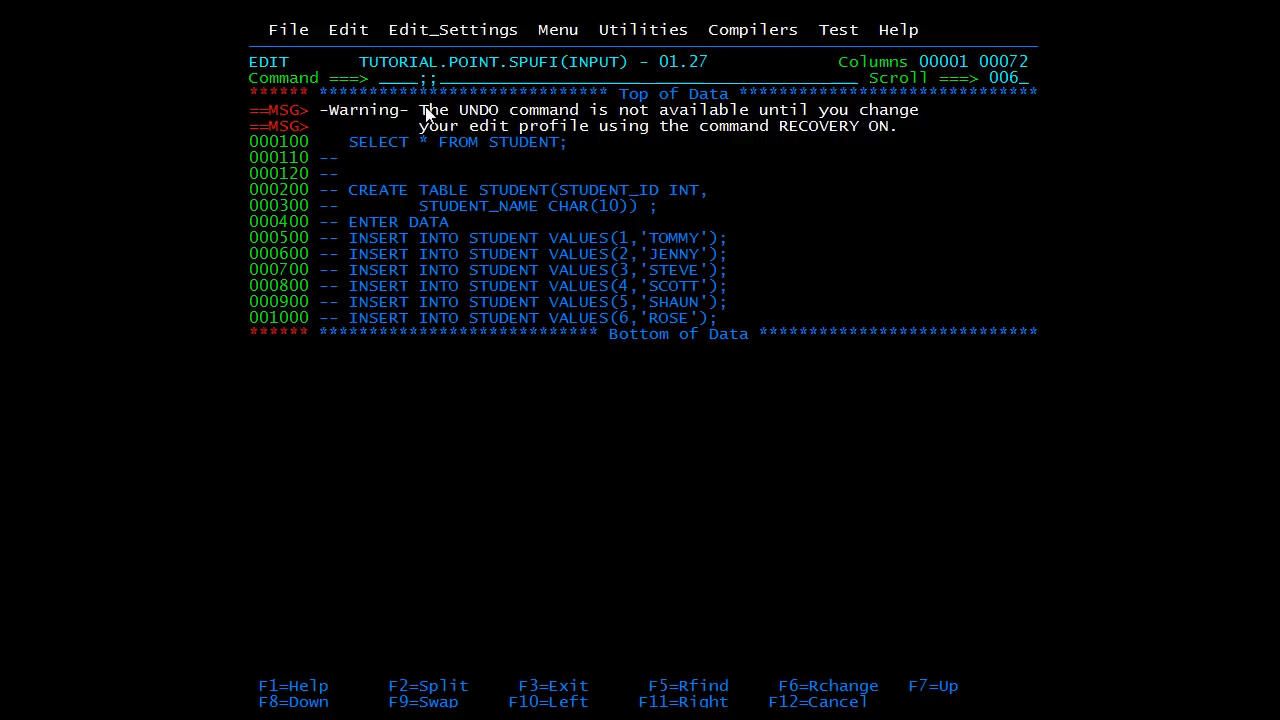 File  Edit  Edit_Settings  Menu  Utilities  Compilers  Test  Help
EDIT       TUTORIAL.POINT.SPUFI(INPUT) - 01.27             Columns 00001 00072
Command ===> ____;;__________________________________________ Scroll ===> 006_
****** ***************************** Top of Data ******************************
==MSG> -Warning- The UNDO command is not available until you change
==MSG>           your edit profile using the command RECOVERY ON.
000100    SELECT * FROM STUDENT;
000110 --
000120 --
000200 -- CREATE TABLE STUDENT(STUDENT_ID INT,
000300 --        STUDENT_NAME CHAR(10)) ;
000400 -- ENTER DATA
000500 -- INSERT INTO STUDENT VALUES(1,'TOMMY');
000600 -- INSERT INTO STUDENT VALUES(2,'JENNY');
000700 -- INSERT INTO STUDENT VALUES(3,'STEVE');
000800 -- INSERT INTO STUDENT VALUES(4,'SCOTT');
000900 -- INSERT INTO STUDENT VALUES(5,'SHAUN');
001000 -- INSERT INTO STUDENT VALUES(6,'ROSE');
****** **************************** Bottom of Data ****************************
F1=Help      F2=Split     F3=Exit      F5=Rfind     F6=Rchange   F7=Up
F8=Down      F9=Swap     F10=Left     F11=Right    F12=Cancel